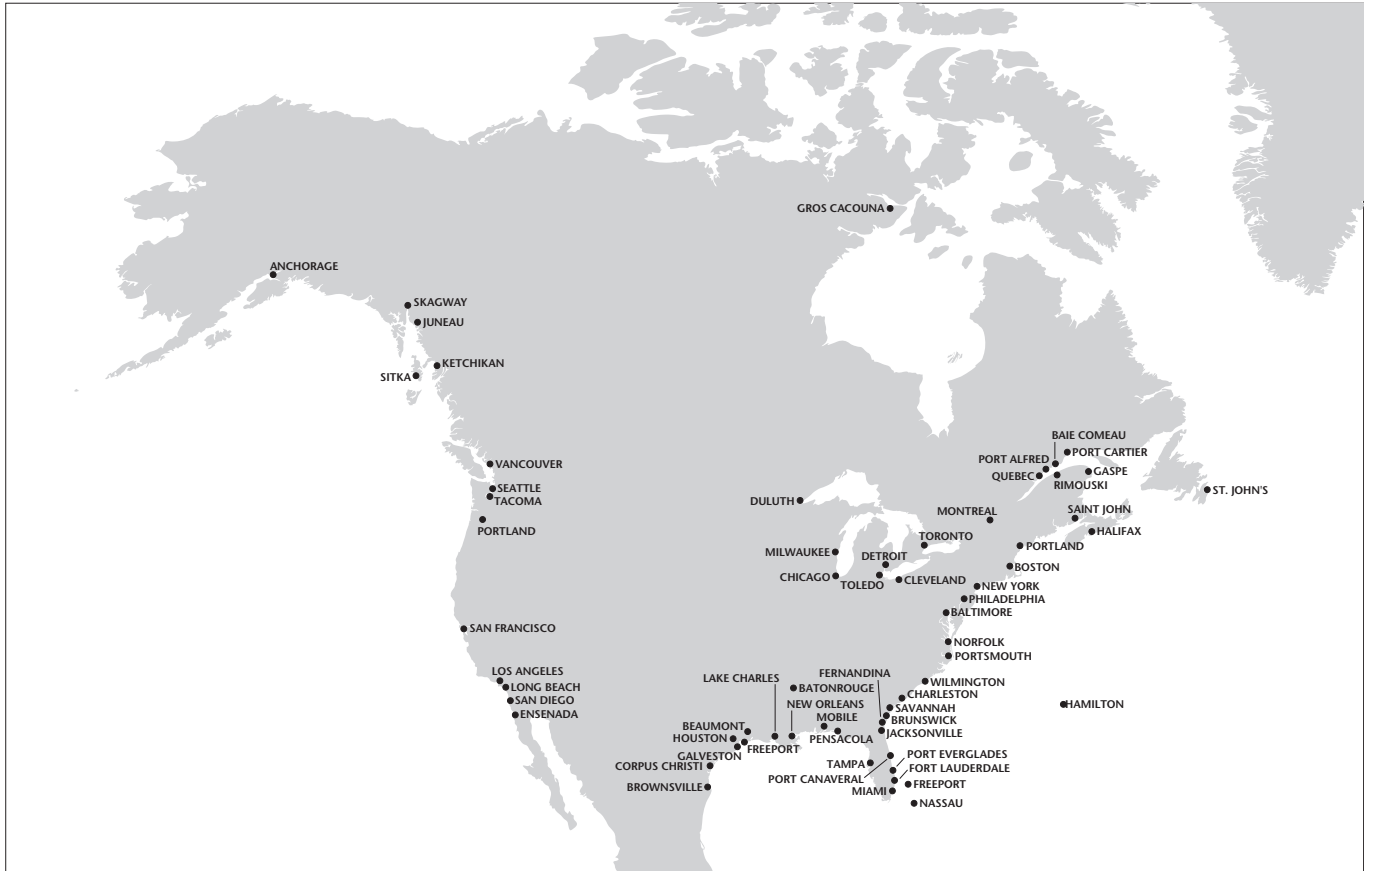 GROS CACOUNA
ANCHORAGE
SKAGWAY
JUNEAU
KETCHIKAN
SITKA
BAIE COMEAU
PORT CARTIER
PORT ALFRED
VANCOUVER
GASPE
QUEBEC
RIMOUSKI
SEATTLE
ST. JOHN'S
TACOMA
DULUTH
SAINT JOHN
MONTREAL
PORTLAND
HALIFAX
TORONTO
PORTLAND
MILWAUKEE
DETROIT
BOSTON
CHICAGO
CLEVELAND
TOLEDO
NEW YORK
PHILADELPHIA
BALTIMORE
SAN FRANCISCO
NORFOLK
PORTSMOUTH
LOS ANGELES
FERNANDINA
LAKE CHARLES
WILMINGTON
LONG BEACH
BATONROUGE
CHARLESTON
SAN DIEGO
NEW ORLEANS
HAMILTON
SAVANNAH
ENSENADA
MOBILE
BRUNSWICK
BEAUMONT
JACKSONVILLE
HOUSTON
PENSACOLA
FREEPORT
GALVESTON
PORT EVERGLADES
CORPUS CHRISTI
TAMPA
FORT LAUDERDALE
PORT CANAVERAL
FREEPORT
BROWNSVILLE
MIAMI
NASSAU